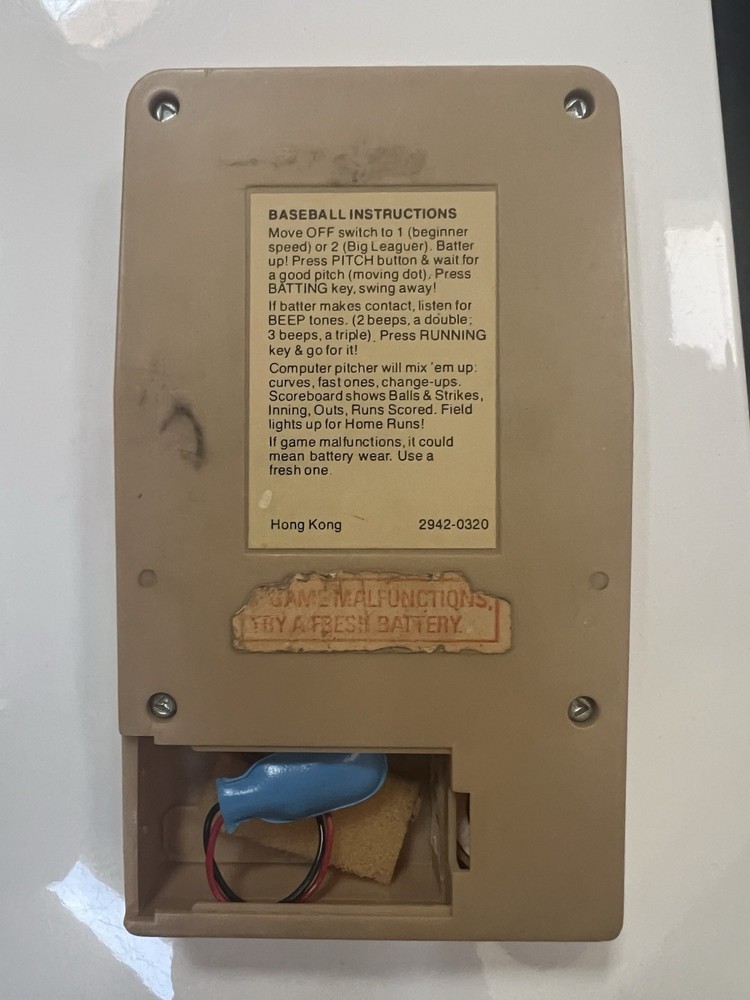 BASEBALL INSTRUCTIONS
Move OFF switch to 1 (beginner
speed) or 2 (Big Leaguer). Batter
up! Press PITCH button & wait for
a good pitch (moving dot). Press
BATTING key, swing away!
If batter makes contact, listen for
BEEP tones. (2 beeps, a double;
3 beeps, a triple). Press RUNNING
key & go for it!
Computer pitcher will mix 'em up:
curves, fast ones, change-ups.
Scoreboard shows Balls & Strikes,
Inning, Outs, Runs Scored. Field
lights up for Home Runs!
If game malfunctions, it could
mean battery wear. Use a
fresh one.
Hong Kong 2942-0320
GAME MALFUNCTIONS,
TRY A FRESH BATTERY.